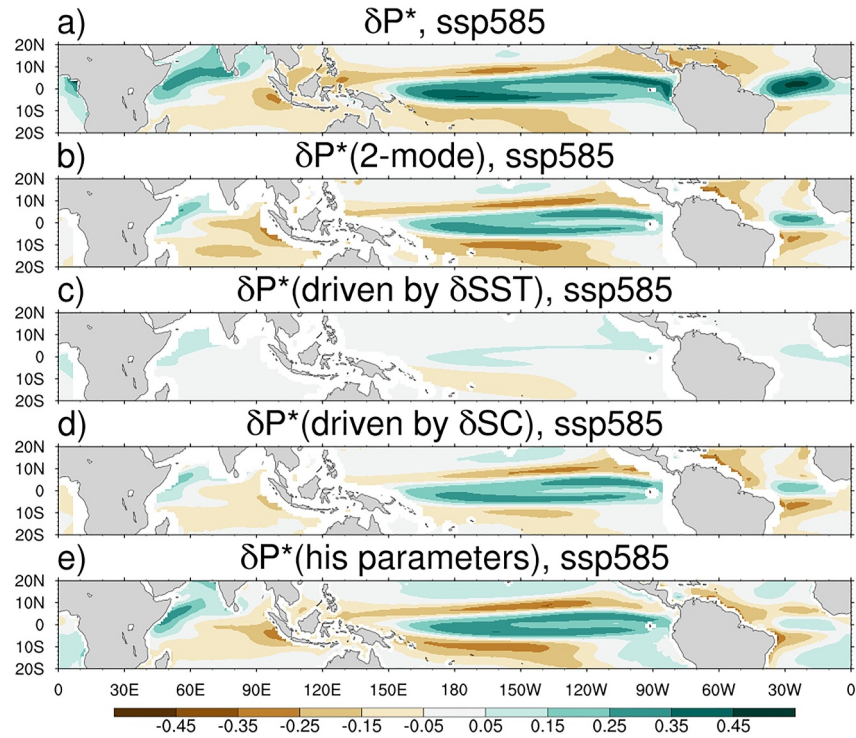 a) δP*, ssp585
20N
10N
0
10S
20S
b) δP*(2-mode), ssp585
20N
10N
0
10S
20S
c) δP*(driven by δSST), ssp585
20N
10N
0
10S
20S
d) δP*(driven by δSC), ssp585
20N
10N
0
10S
20S
e) δP*(his parameters), ssp585
20N
10N
0
10S
20S
0 30E 60E 90E 120E 150E 180 150W 120W 90W 60W 30W 0
-0.45 -0.35 -0.25 -0.15 -0.05 0.05 0.15 0.25 0.35 0.45